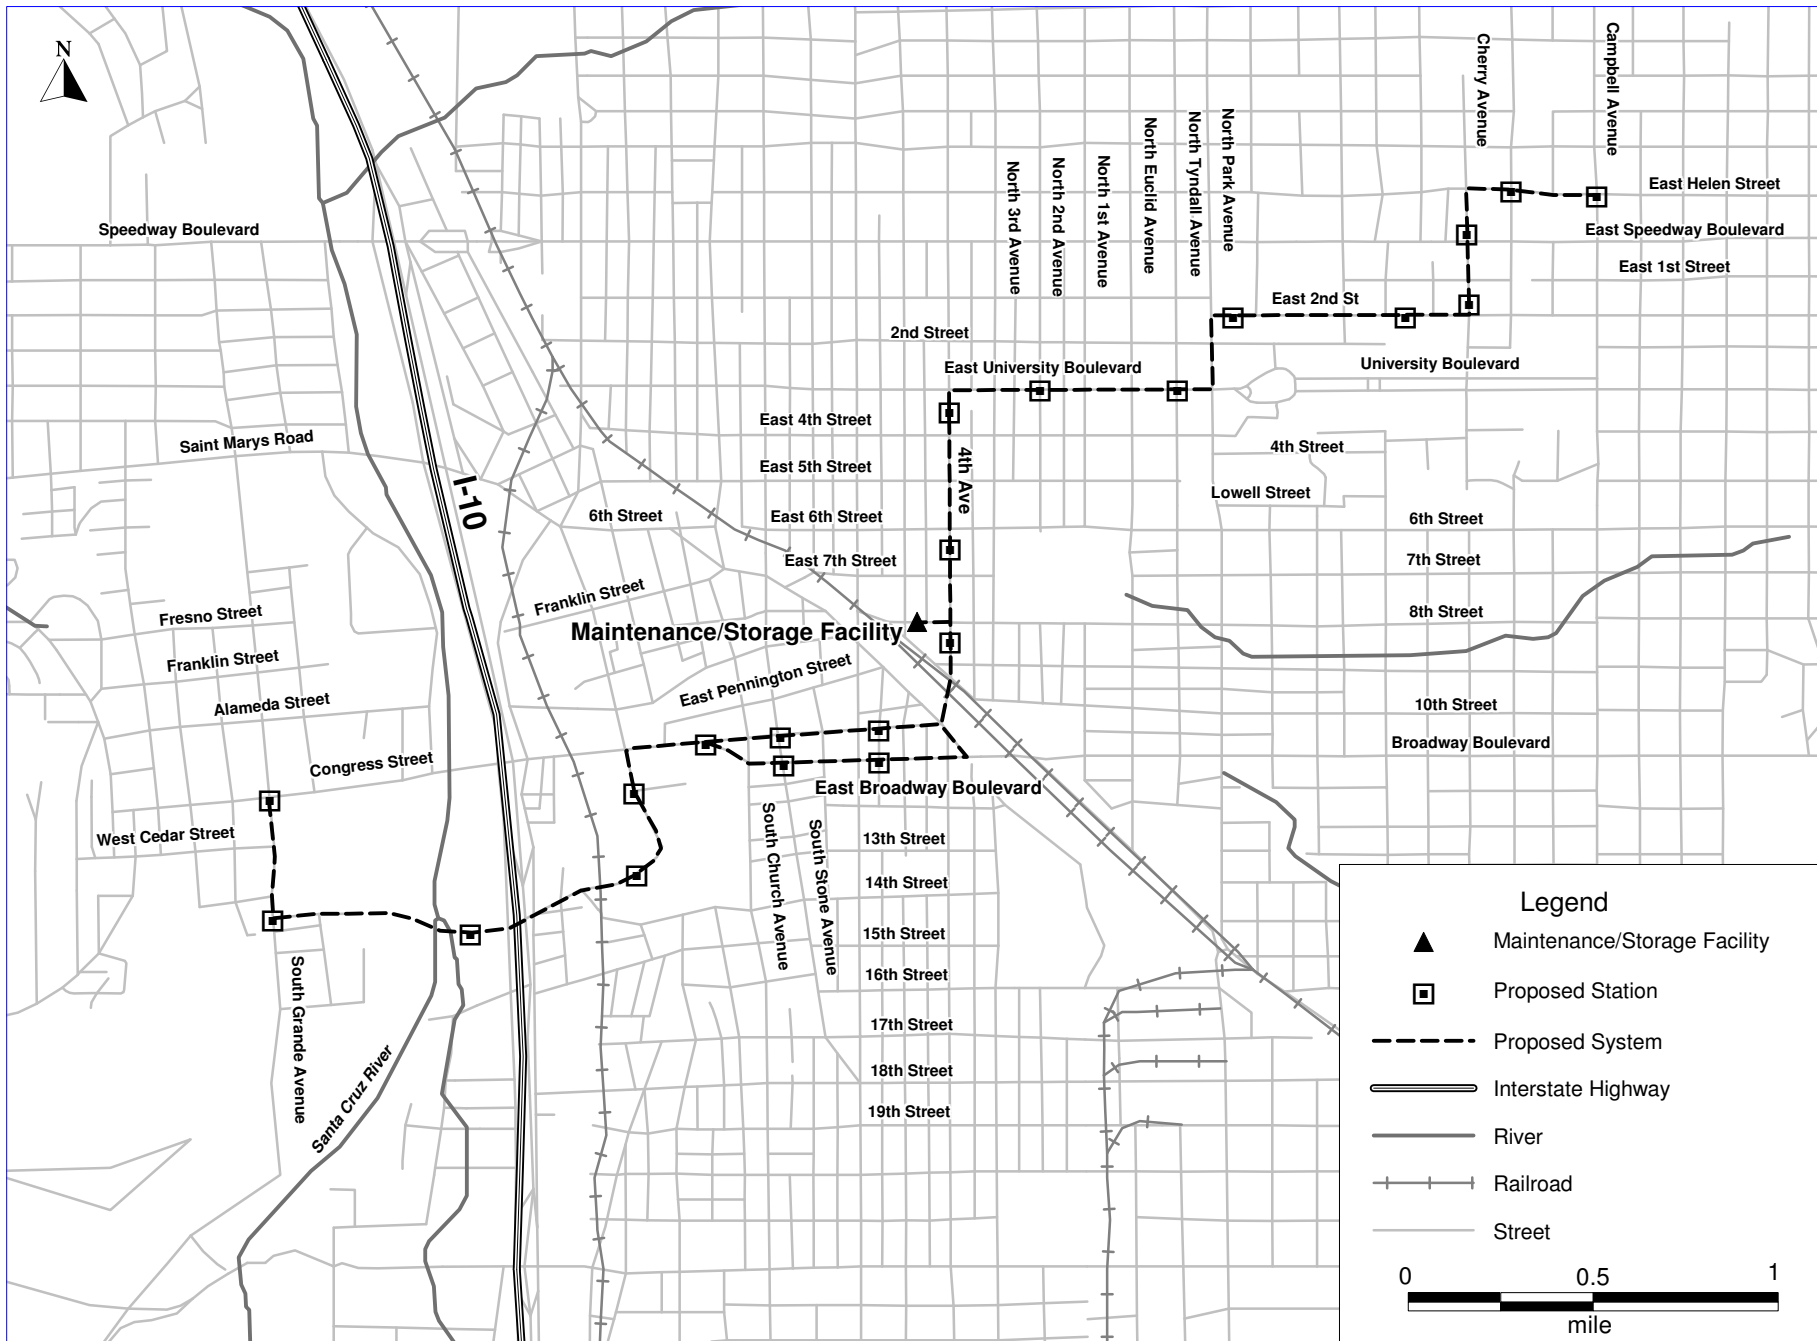 N
Cherry Avenue
Campbell Avenue
North Park Avenue
North Tyndall Avenue
North Euclid Avenue
North 1st Avenue
North 2nd Avenue
North 3rd Avenue
East Helen Street
Speedway Boulevard
East Speedway Boulevard
East 1st Street
East 2nd St
2nd Street
East University Boulevard
University Boulevard
East 4th Street
Saint Marys Road
4th Street
4th Ave
East 5th Street
I-10
Lowell Street
6th Street
East 6th Street
6th Street
East 7th Street
7th Street
Franklin Street
Fresno Street
8th Street
Maintenance/Storage Facility
Franklin Street
East Pennington Street
Alameda Street
10th Street
Broadway Boulevard
Congress Street
East Broadway Boulevard
West Cedar Street
South Church Avenue
South Stone Avenue
13th Street
14th Street
15th Street
16th Street
South Grande Avenue
17th Street
Santa Cruz River
18th Street
19th Street
Legend
Maintenance/Storage Facility
Proposed Station
Proposed System
Interstate Highway
River
Railroad
Street
0 0.5 1
mile